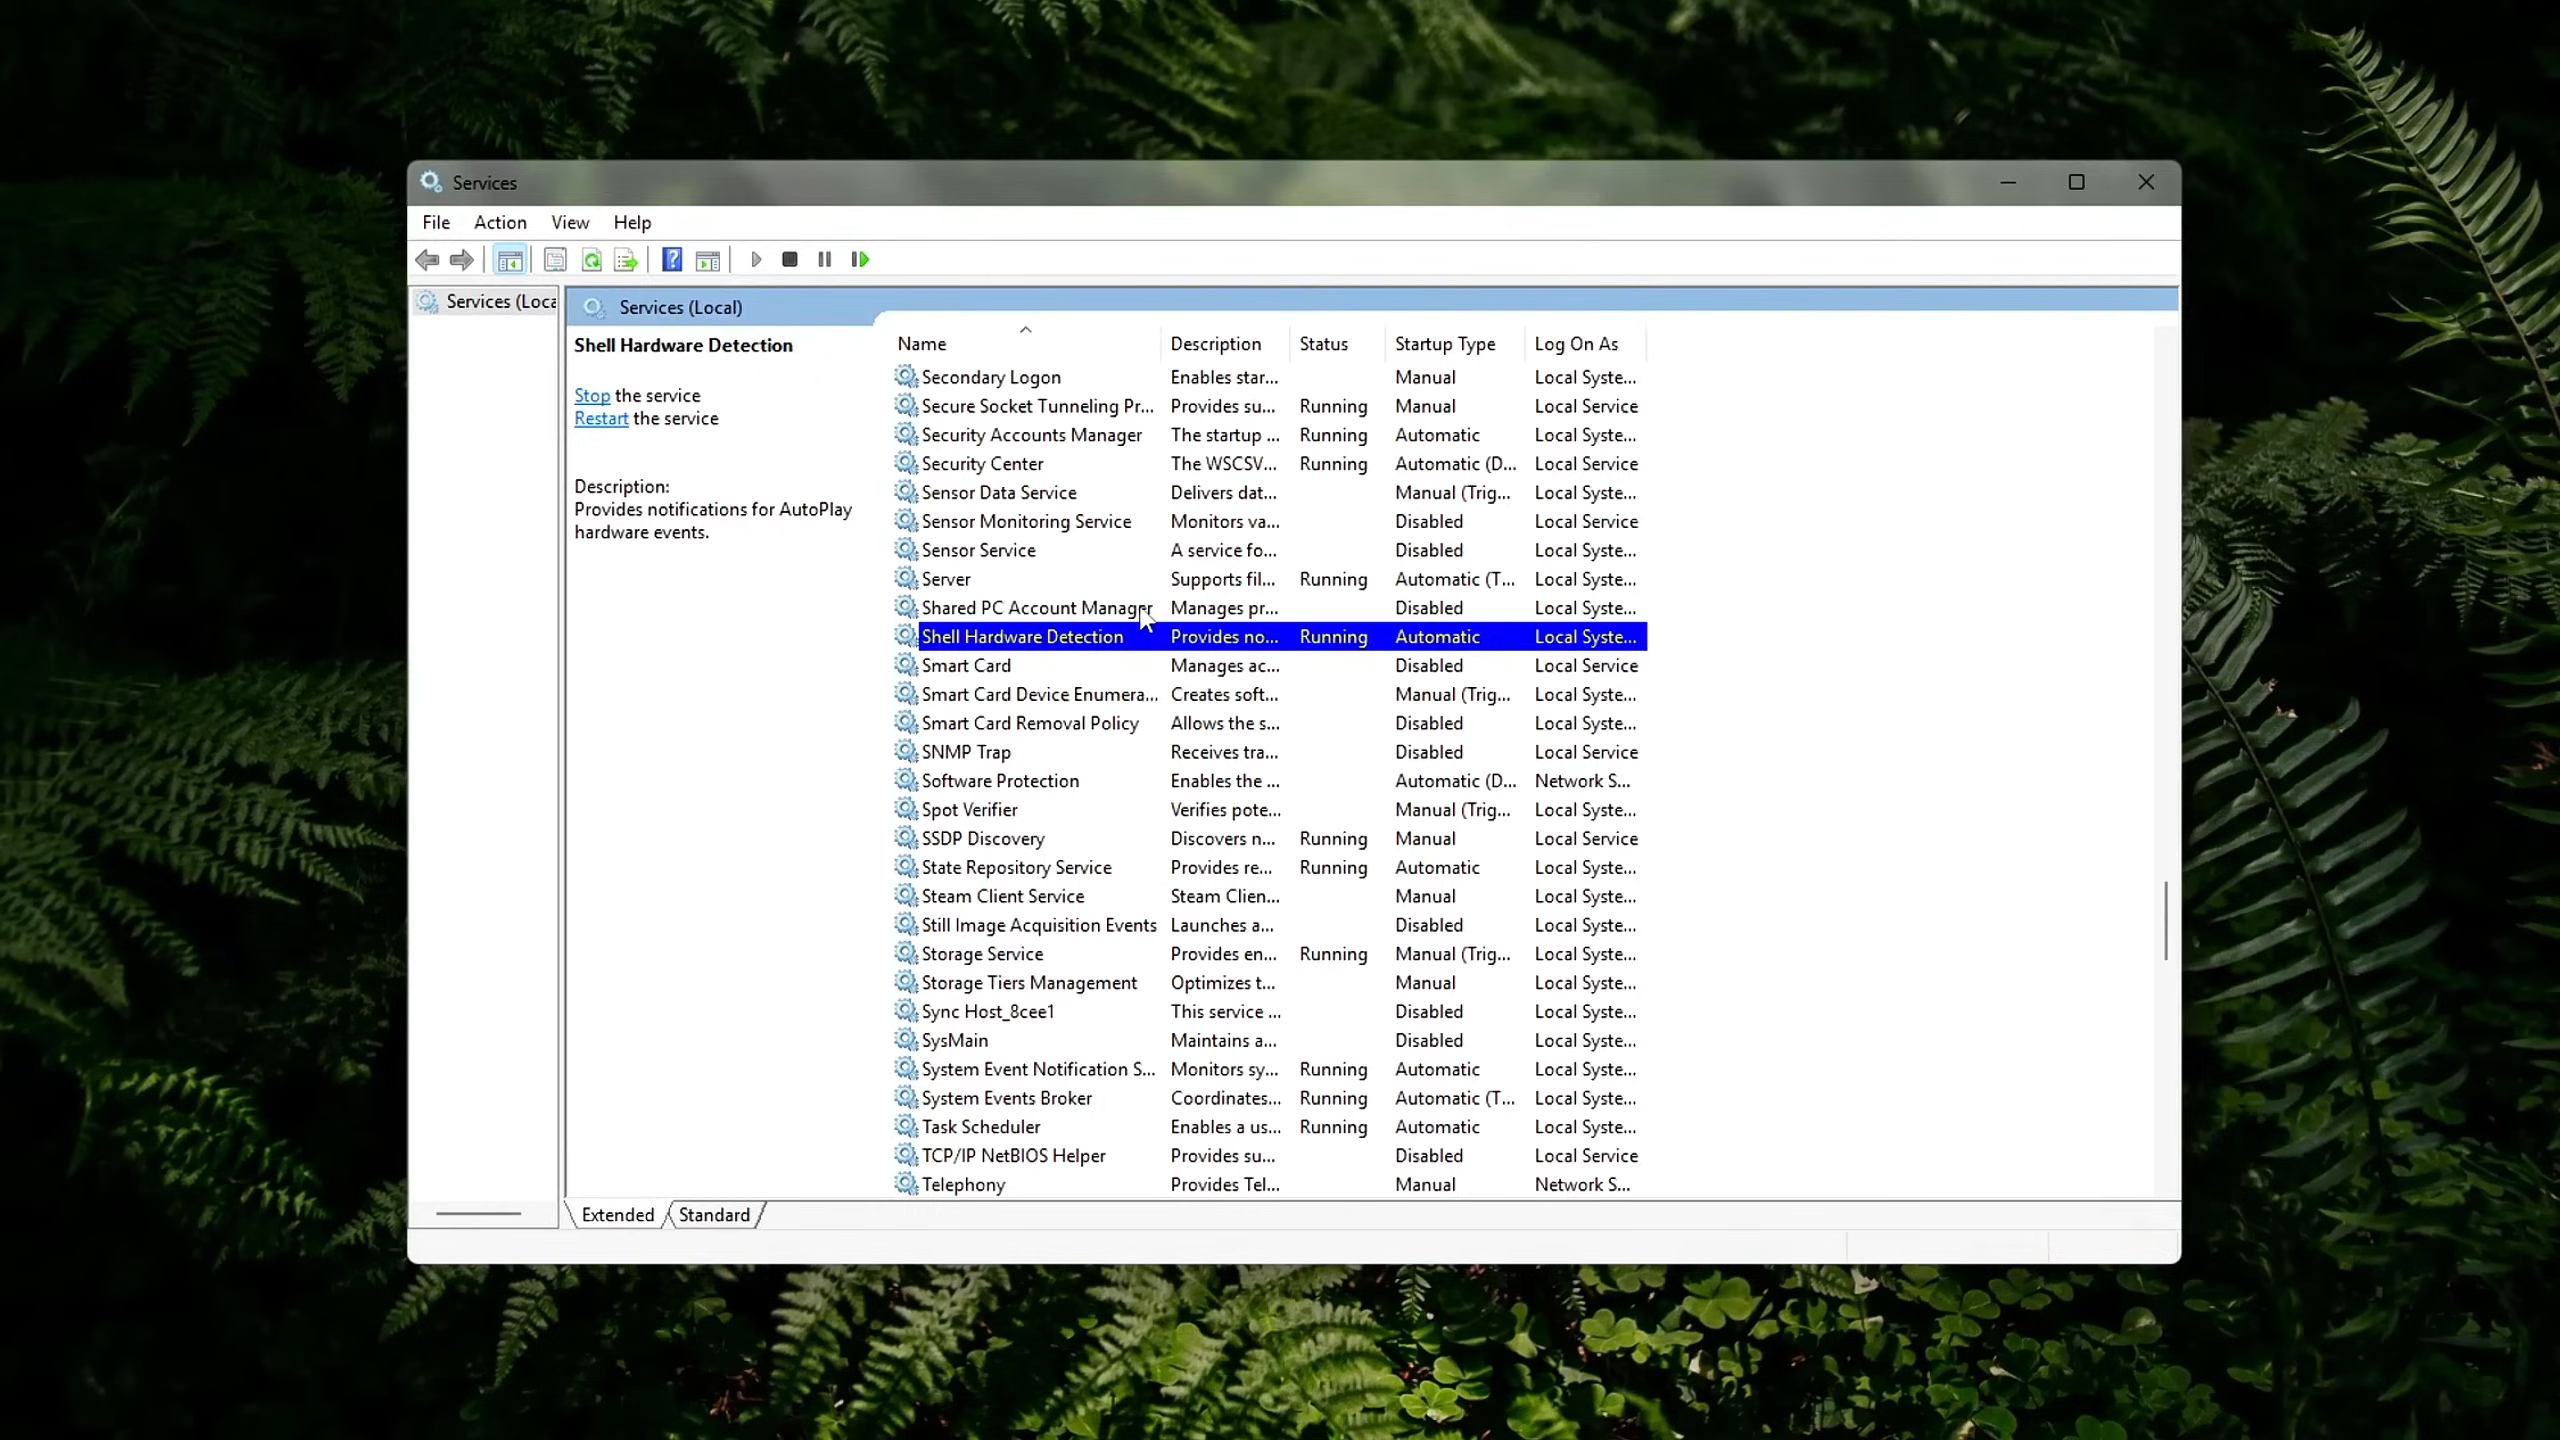 Services
File Action View Help
Services (Loca
Services (Local)
Shell Hardware Detection
Stop the service
Restart the service
Description:
Provides notifications for AutoPlay
hardware events.
Name Description Status Startup Type Log On As
Secondary Logon Enables star... Manual Local Syste...
Secure Socket Tunneling Pr... Provides su... Running Manual Local Service
Security Accounts Manager The startup ... Running Automatic Local Syste...
Security Center The WSCSV... Running Automatic (D... Local Service
Sensor Data Service Delivers dat... Manual (Trig... Local Syste...
Sensor Monitoring Service Monitors va... Disabled Local Service
Sensor Service A service fo... Disabled Local Syste...
Server Supports fil... Running Automatic (T... Local Syste...
Shared PC Account Manager Manages pr... Disabled Local Syste...
Shell Hardware Detection Provides no... Running Automatic Local Syste...
Smart Card Manages ac... Disabled Local Service
Smart Card Device Enumera... Creates soft... Manual (Trig... Local Syste...
Smart Card Removal Policy Allows the s... Disabled Local Syste...
SNMP Trap Receives tra... Disabled Local Service
Software Protection Enables the ... Automatic (D... Network S...
Spot Verifier Verifies pote... Manual (Trig... Local Syste...
SSDP Discovery Discovers n... Running Manual Local Service
State Repository Service Provides re... Running Automatic Local Syste...
Steam Client Service Steam Clien... Manual Local Syste...
Still Image Acquisition Events Launches a... Disabled Local Syste...
Storage Service Provides en... Running Manual (Trig... Local Syste...
Storage Tiers Management Optimizes t... Manual Local Syste...
Sync Host_8cee1 This service ... Disabled Local Syste...
SysMain Maintains a... Disabled Local Syste...
System Event Notification S... Monitors sy... Running Automatic Local Syste...
System Events Broker Coordinates... Running Automatic (T... Local Syste...
Task Scheduler Enables a us... Running Automatic Local Syste...
TCP/IP NetBIOS Helper Provides su... Disabled Local Service
Telephony Provides Tel... Manual Network S...
Extended Standard